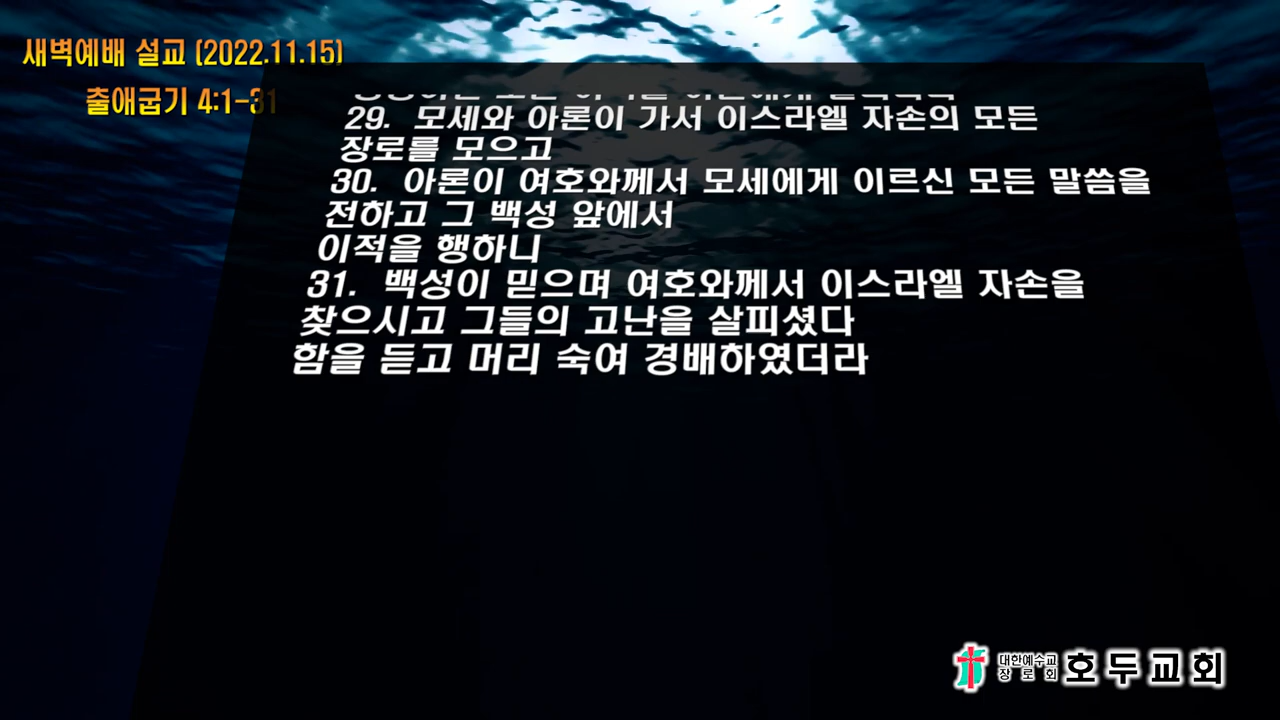 새벽예배 설교 (2022.11.15)
출애굽기 4:1-31
29. 모세와 아론이 가서 이스라엘 자손의 모든
장로를 모으고
30. 아론이 여호와께서 모세에게 이르신 모든 말씀을
전하고 그 백성 앞에서
이적을 행하니
31. 백성이 믿으며 여호와께서 이스라엘 자손을
찾으시고 그들의 고난을 살피셨다
함을 듣고 머리 숙여 경배하였더라
대한예수교
장로회
호두교회